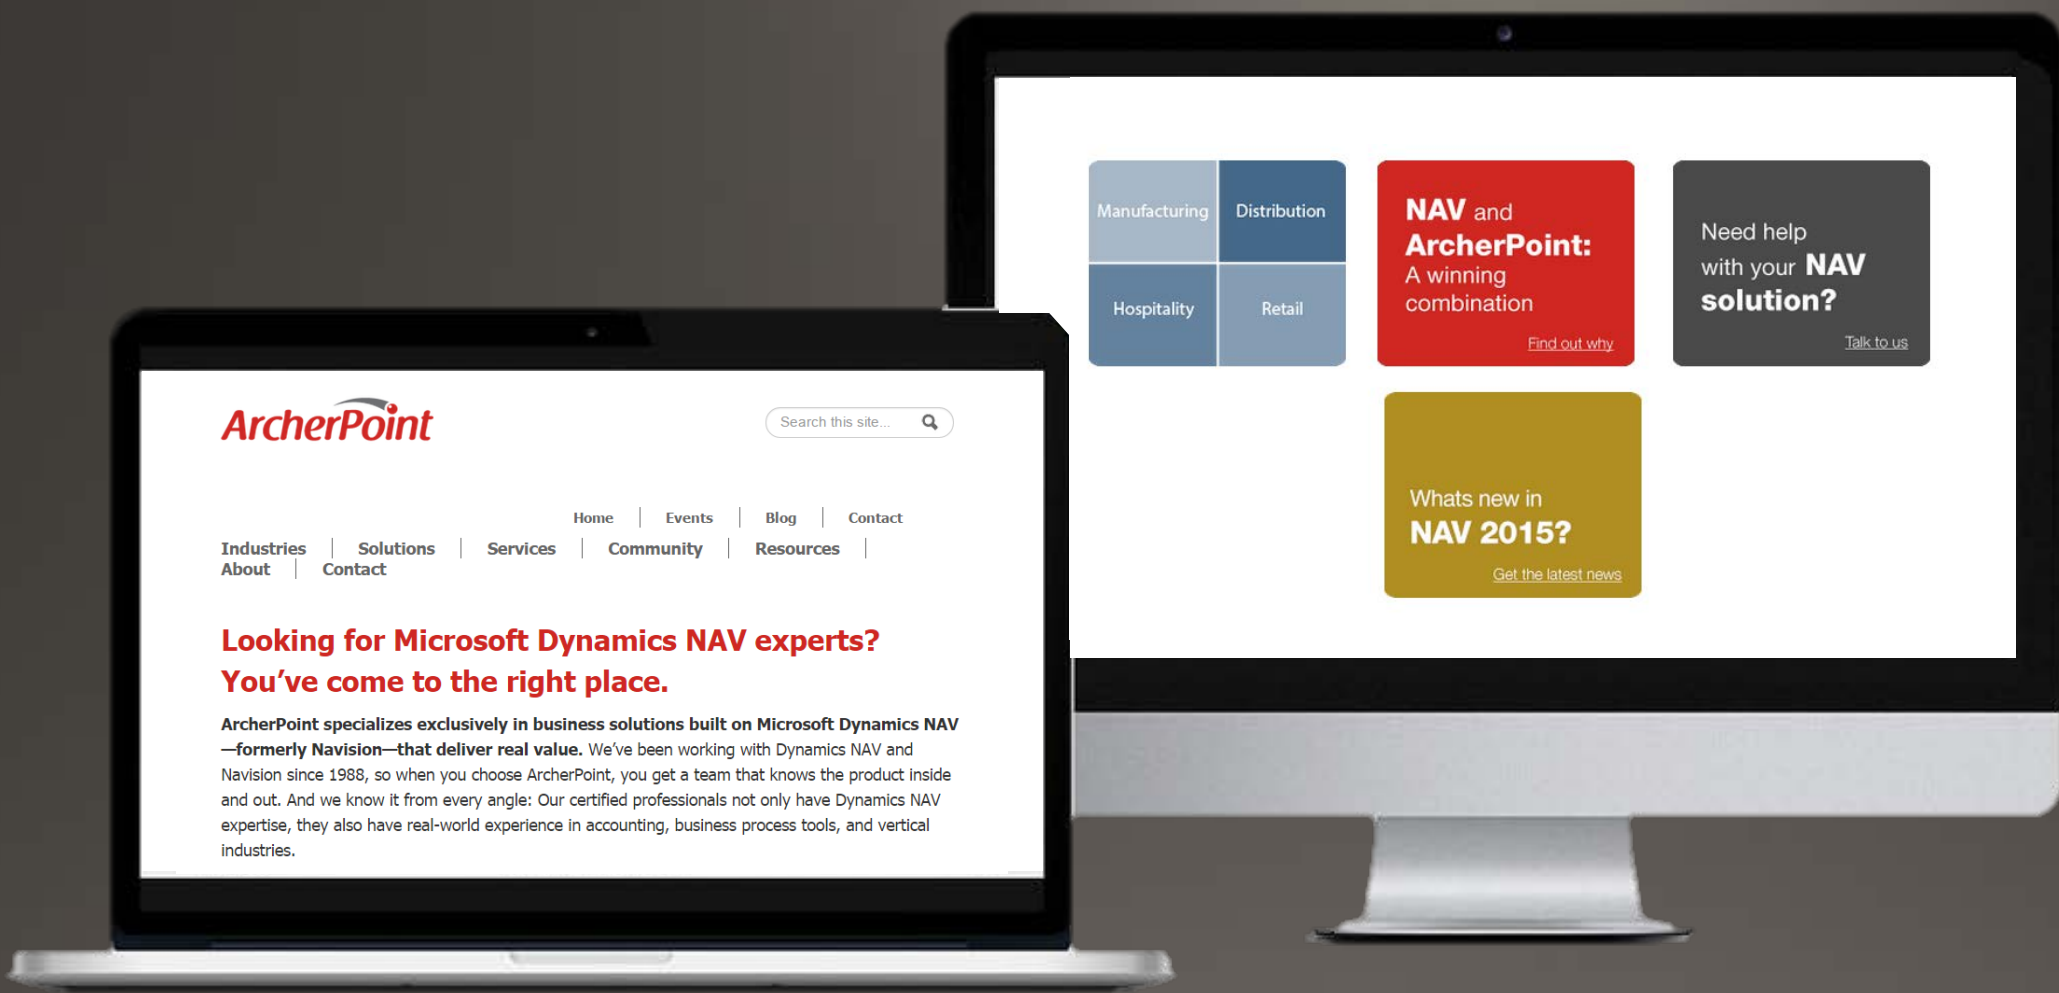 ArcherPoint
Search this site...
Home
Events
Blog
Contact
Industries
Solutions
Services
Community
Resources
About
Contact
Looking for Microsoft Dynamics NAV experts?
You've come to the right place.
ArcherPoint specializes exclusively in business solutions built on Microsoft Dynamics NAV
—formerly Navision—that deliver real value. We've been working with Dynamics NAV and
Navision since 1988, so when you choose ArcherPoint, you get a team that knows the product inside
and out. And we know it from every angle: Our certified professionals not only have Dynamics NAV
expertise, they also have real-world experience in accounting, business process tools, and vertical
industries.
Manufacturing
Distribution
Hospitality
Retail
NAV and
ArcherPoint:
A winning
combination
Find out why
Need help
with your NAV
solution?
Talk to us
Whats new in
NAV 2015?
Get the latest news